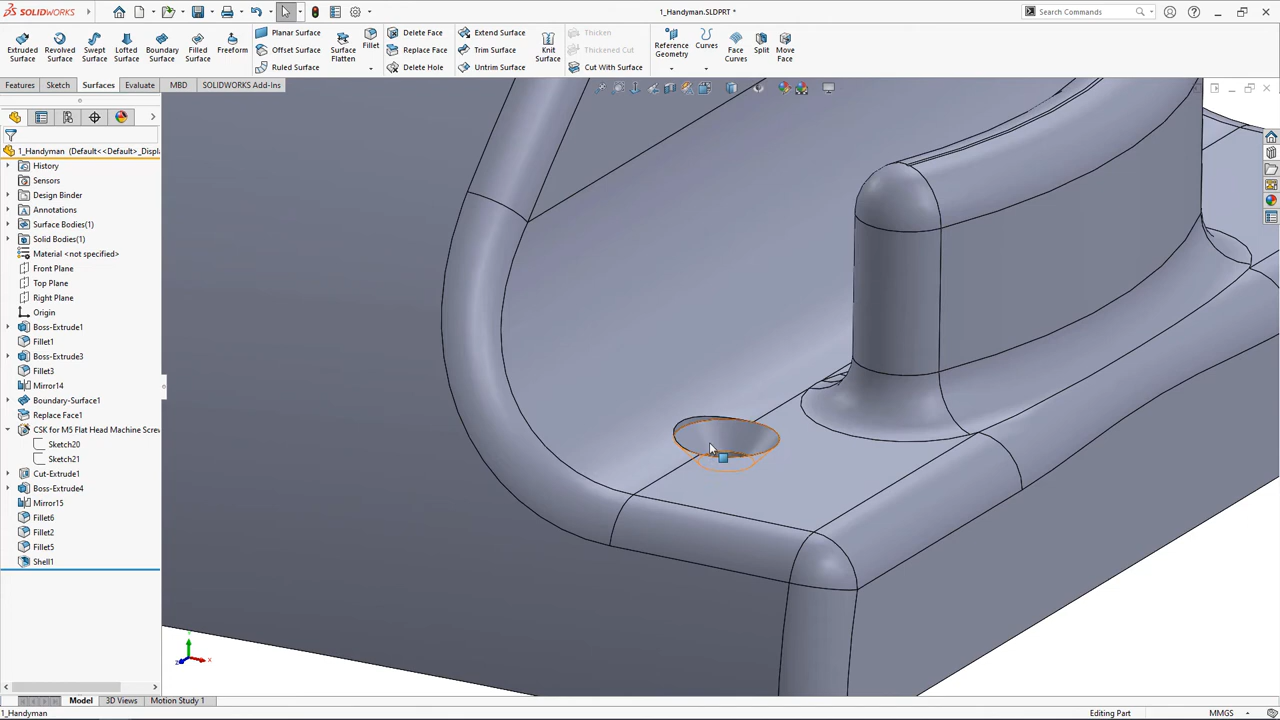 SOLIDWORKS
1_Handyman.SLDPRT *
Search Commands
Extruded Surface
Revolved Surface
Swept Surface
Lofted Surface
Boundary Surface
Filled Surface
Freeform
Planar Surface
Offset Surface
Ruled Surface
Surface Flatten
Fillet
Delete Face
Replace Face
Delete Hole
Extend Surface
Trim Surface
Untrim Surface
Knit Surface
Thicken
Thickened Cut
Cut With Surface
Reference Geometry
Curves
Face Curves
Split
Move Face
Features
Sketch
Surfaces
Evaluate
MBD
SOLIDWORKS Add-Ins
1_Handyman (Default<<Default>_Displ
History
Sensors
Design Binder
Annotations
Surface Bodies(1)
Solid Bodies(1)
Material <not specified>
Front Plane
Top Plane
Right Plane
Origin
Boss-Extrude1
Fillet1
Boss-Extrude3
Fillet3
Mirror14
Boundary-Surface1
Replace Face1
CSK for M5 Flat Head Machine Screw
Sketch20
Sketch21
Cut-Extrude1
Boss-Extrude4
Mirror15
Fillet6
Fillet2
Fillet5
Shell1
Y
X
Z
Model
3D Views
Motion Study 1
1_Handyman
Editing Part
MMGS